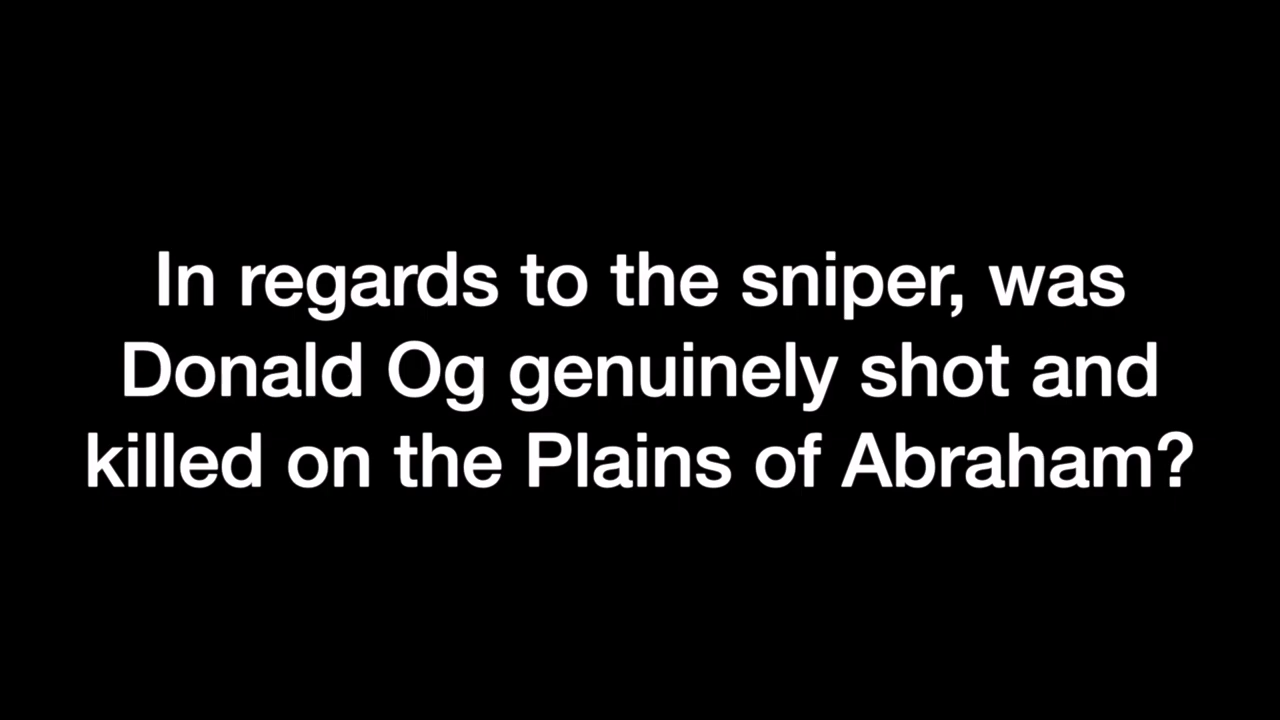 In regards to the sniper, was
Donald Og genuinely shot and
killed on the Plains of Abraham?